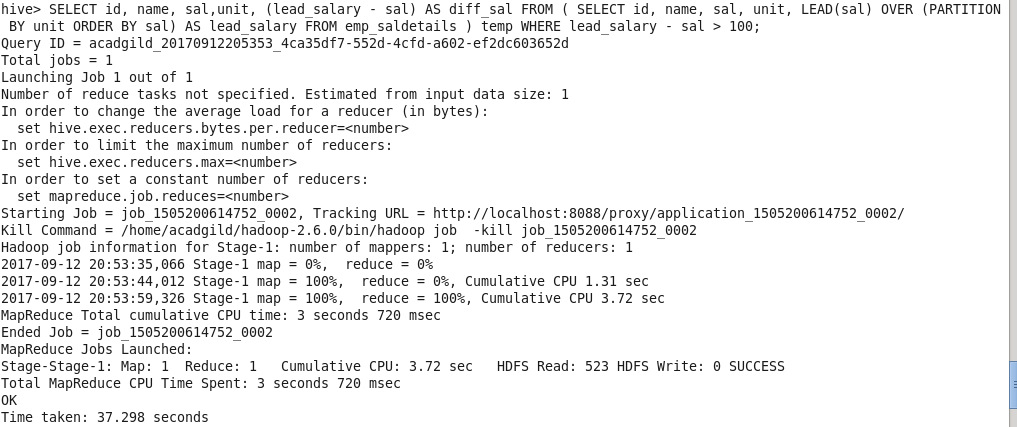 hive> SELECT id, name, sal,unit, (lead_salary - sal) AS diff_sal FROM ( SELECT id, name, sal, unit, LEAD(sal) OVER (PARTITION
 BY unit ORDER BY sal) AS lead_salary FROM emp_saldetails ) temp WHERE lead_salary - sal > 100;
Query ID = acadgild_20170912205353_4ca35df7-552d-4cfd-a602-ef2dc603652d
Total jobs = 1
Launching Job 1 out of 1
Number of reduce tasks not specified. Estimated from input data size: 1
In order to change the average load for a reducer (in bytes):
  set hive.exec.reducers.bytes.per.reducer=<number>
In order to limit the maximum number of reducers:
  set hive.exec.reducers.max=<number>
In order to set a constant number of reducers:
  set mapreduce.job.reduces=<number>
Starting Job = job_1505200614752_0002, Tracking URL = http://localhost:8088/proxy/application_1505200614752_0002/
Kill Command = /home/acadgild/hadoop-2.6.0/bin/hadoop job  -kill job_1505200614752_0002
Hadoop job information for Stage-1: number of mappers: 1; number of reducers: 1
2017-09-12 20:53:35,066 Stage-1 map = 0%,  reduce = 0%
2017-09-12 20:53:44,012 Stage-1 map = 100%,  reduce = 0%, Cumulative CPU 1.31 sec
2017-09-12 20:53:59,326 Stage-1 map = 100%,  reduce = 100%, Cumulative CPU 3.72 sec
MapReduce Total cumulative CPU time: 3 seconds 720 msec
Ended Job = job_1505200614752_0002
MapReduce Jobs Launched:
Stage-Stage-1: Map: 1  Reduce: 1   Cumulative CPU: 3.72 sec   HDFS Read: 523 HDFS Write: 0 SUCCESS
Total MapReduce CPU Time Spent: 3 seconds 720 msec
OK
Time taken: 37.298 seconds